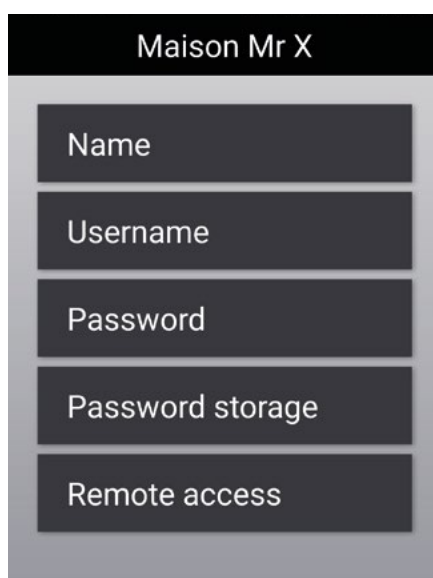 Maison Mr X
Name
Username
Password
Password storage
Remote access